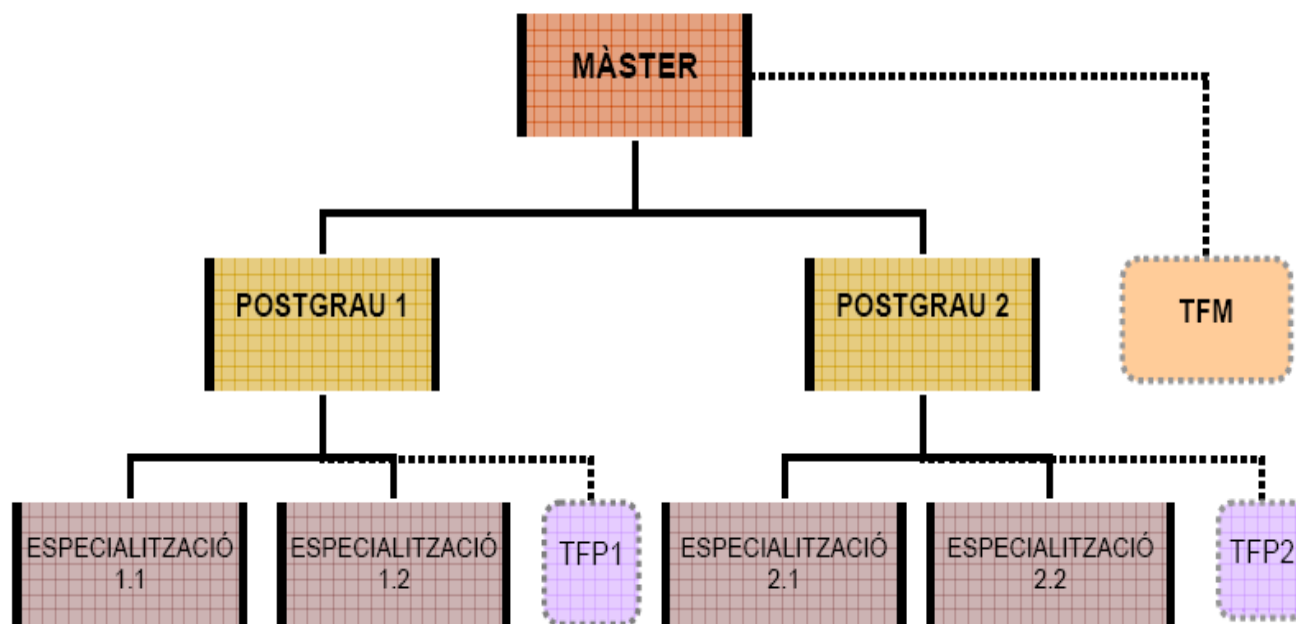 MÀSTER
POSTGRAU 1
POSTGRAU 2
TFM
ESPECIALITZACIÓ
1.1
ESPECIALITZACIÓ
1.2
TFP1
ESPECIALITZACIÓ
2.1
ESPECIALITZACIÓ
2.2
TFP2